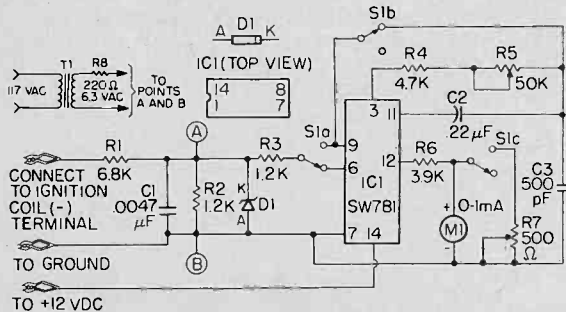 A D1 K
S1b
IC1 (TOP VIEW)
14 8
1 7
T1
R8
117 VAC
220Ω
6.3 VAC
TO
POINTS
A AND B
R4
4.7K
R5
50K
3 11
C2
.22µF
A
S1a
9
6
12
IC1
SW781
7 14
R6
3.9K
S1c
R1
6.8K
R3
1.2K
CONNECT
TO IGNITION
COIL (-)
TERMINAL
C1
.0047
µF
R2
1.2K
K
D1
A
C3
500
pF
+ 0-1mA
M1
-
R7
500
Ω
B
TO GROUND
TO +12 VDC